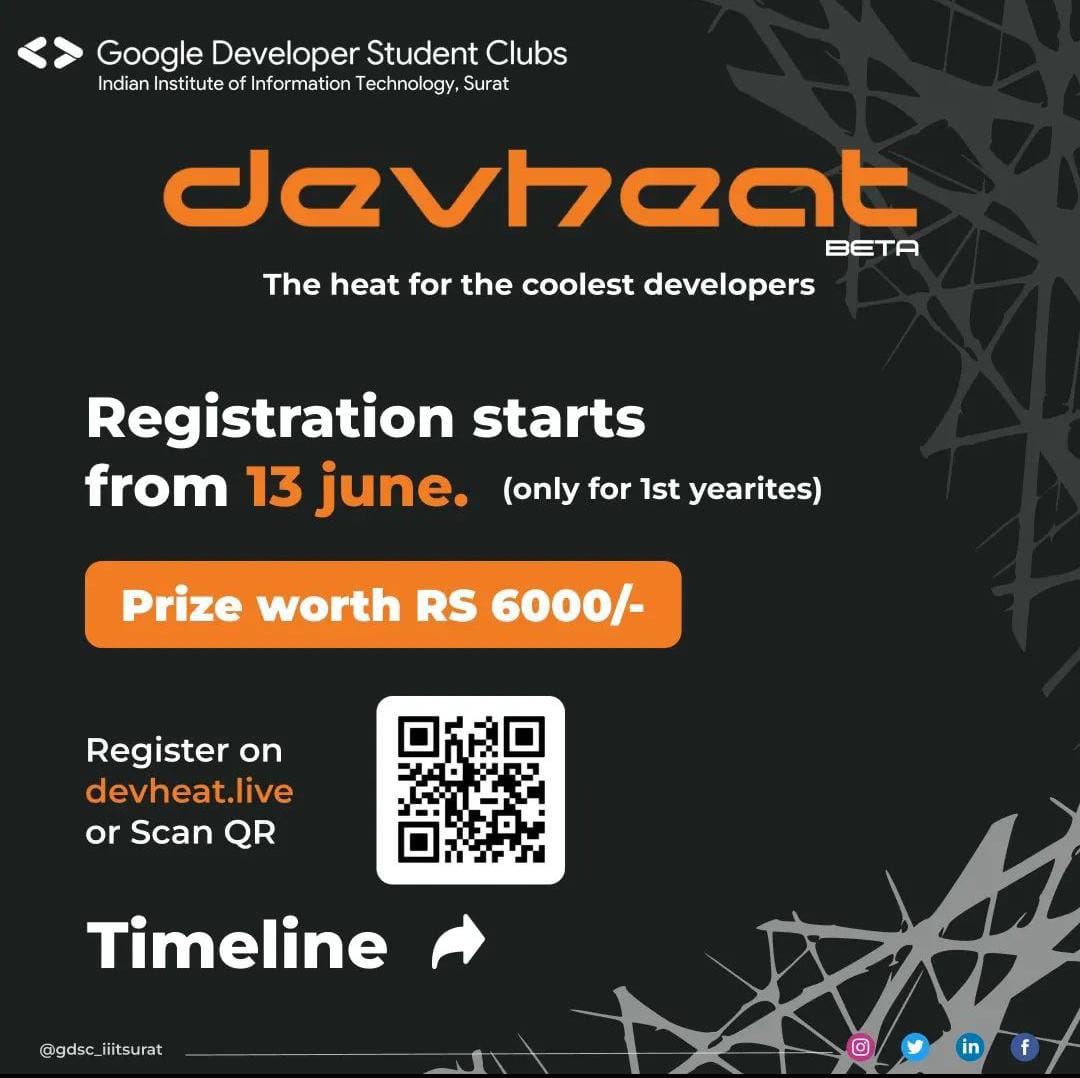 Google Developer Student Clubs
Indian Institute of Information Technology, Surat
devheat
BETA
The heat for the coolest developers
Registration starts
from 13 june. (only for 1st yearites)
Prize worth RS 6000/-
Register on
devheat.live
or Scan QR
Timeline
@gdsc_iiitsurat